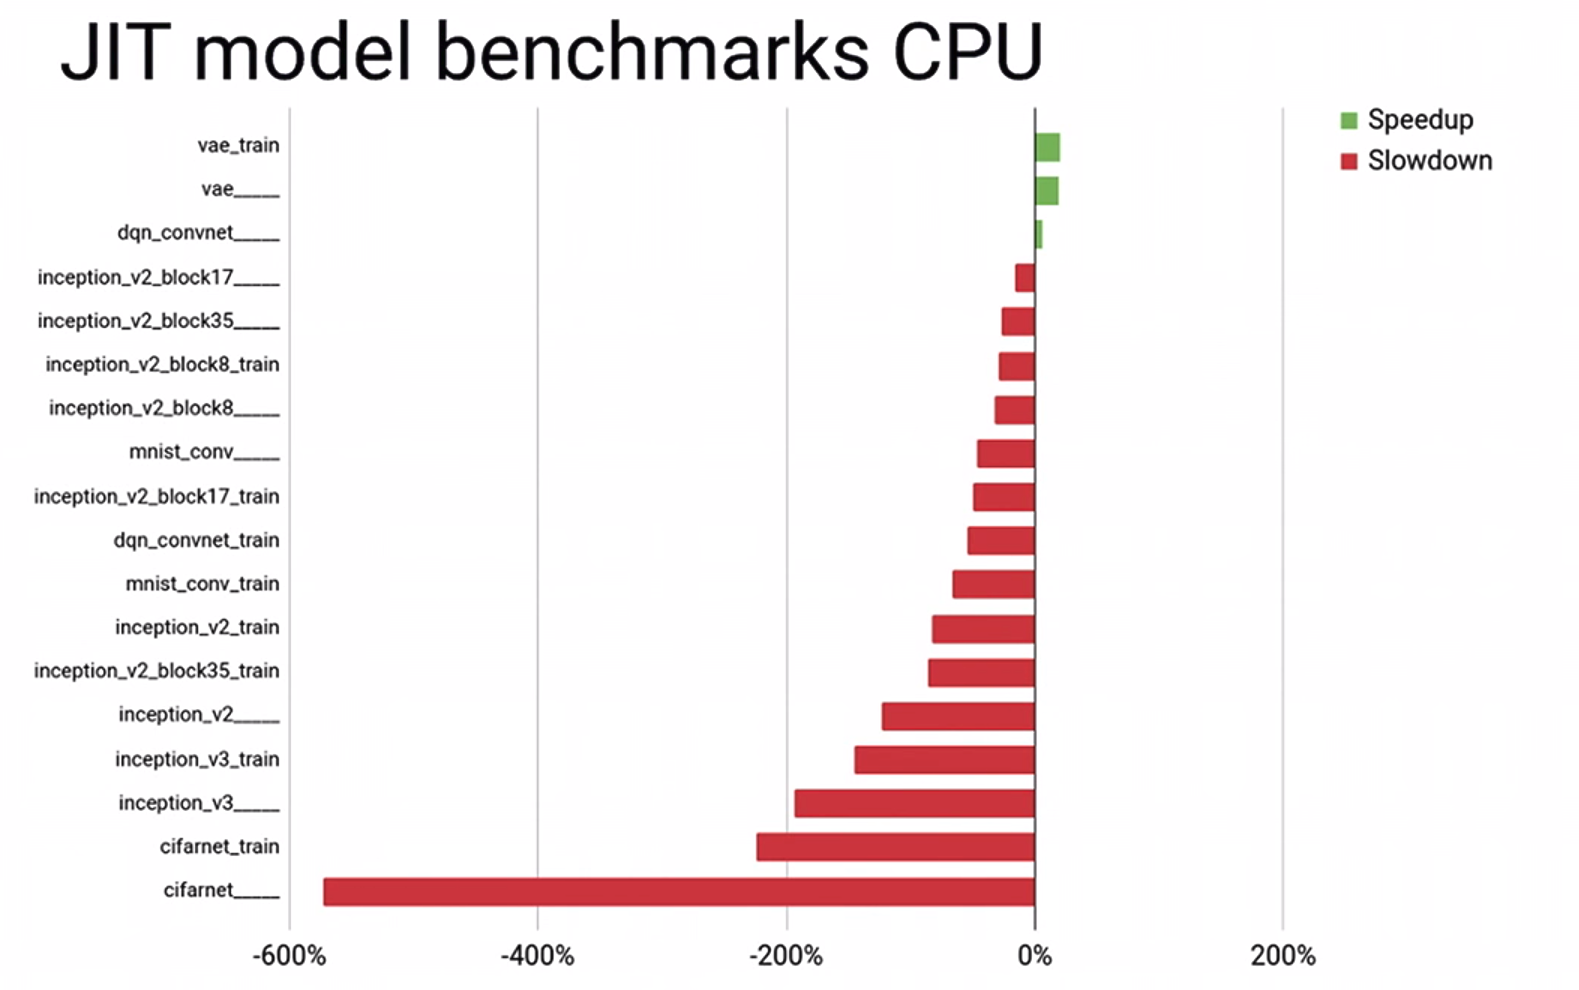 JIT model benchmarks CPU
Speedup
Slowdown
vae_train
vae_____
dqn_convnet_____
inception_v2_block17_____
inception_v2_block35_____
inception_v2_block8_train
inception_v2_block8_____
mnist_conv_____
inception_v2_block17_train
dqn_convnet_train
mnist_conv_train
inception_v2_train
inception_v2_block35_train
inception_v2_____
inception_v3_train
inception_v3_____
cifarnet_train
cifarnet_____
-600% -400% -200% 0% 200%